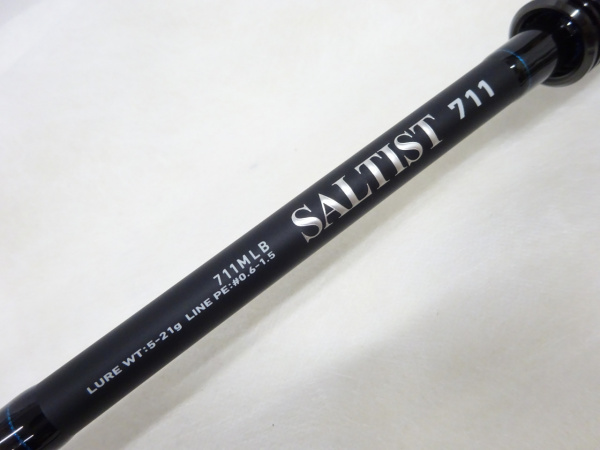 SALTIST 711
711MLB
LURE WT:5-21g LINE PE:#0.6-1.5